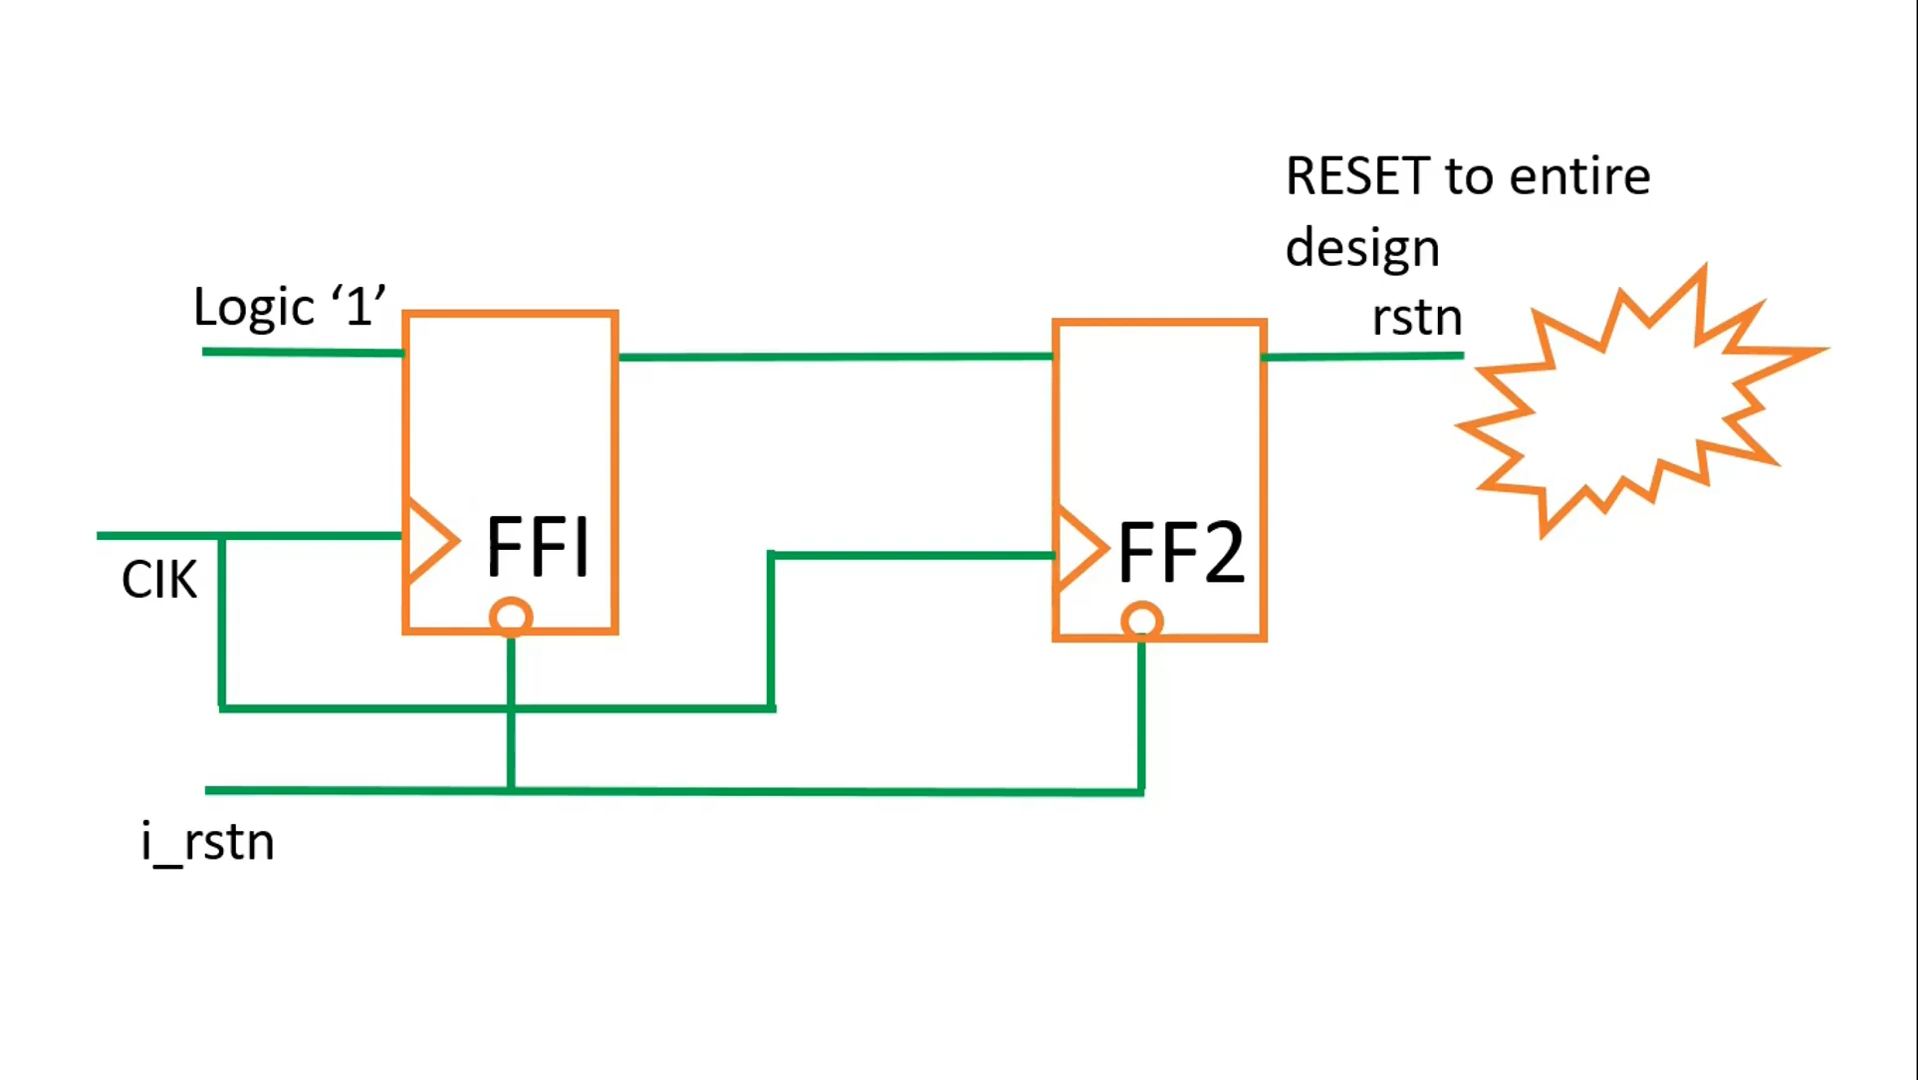 RESET to entire
design
rstn
Logic ‘1’
FFI
FF2
CIK
i_rstn